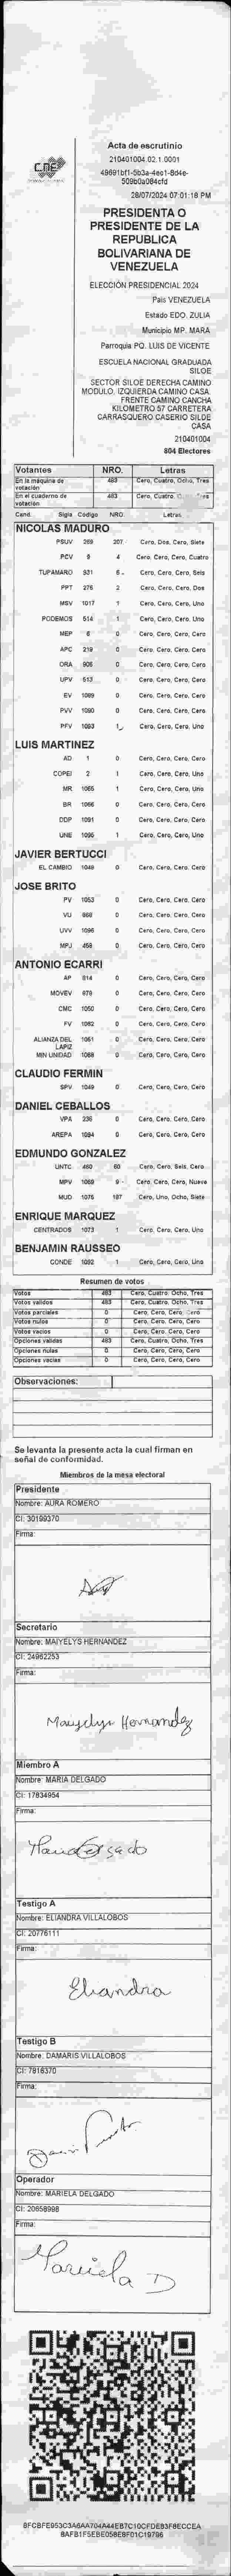 CNE
Acta de escrutinio
210401004.02.1.0001
28/07/2024 07:01:18 PM
PRESIDENTA O
PRESIDENTE DE LA
REPUBLICA
BOLIVARIANA DE
VENEZUELA
ELECCIÓN PRESIDENCIAL 2024
País VENEZUELA
Estado EDO. ZULIA
Municipio MP. MARA
Parroquia PQ. LUIS DE VICENTE
ESCUELA NACIONAL GRADUADA
SILOE
SECTOR SILOE DERECHA CAMINO
MODULO. IZQUIERDA CAMINO CASA.
FRENTE CAMINO CANCHA
KILOMETRO 57 CARRETERA
CARRASQUERO CASERIO SILDE
CASA
210401004
804 Electores
Votantes NRO. Letras
En la máquina de votación 483 Cero, Cuatro, Ocho, Tres
En el cuaderno de votación 483 Cero, Cuatro,
Cand. Sigla Código NRO. Letras
NICOLAS MADURO
PSUV 268 207 Cero, Dos, Cero, Siete
PCV 9 4 Cero, Cero, Cero, Cuatro
TUPAMARO 931 6 Cero, Cero, Cero, Seis
PPT 276 2 Cero, Cero, Cero, Dos
MSV 1017 1 Cero, Cero, Cero, Uno
PODEMOS 514 1 Cero, Cero, Cero, Uno
MEP 6 0 Cero, Cero, Cero, Cero
APC 219 0 Cero, Cero, Cero, Cero
ORA 906 0 Cero, Cero, Cero, Cero
UPV 513 0 Cero, Cero, Cero, Cero
EV 1089 0 Cero, Cero, Cero, Cero
PVV 1090 0 Cero, Cero, Cero, Cero
PFV 1093 1 Cero, Cero, Cero, Uno
LUIS MARTINEZ
AD 1 0 Cero, Cero, Cero, Cero
COPEI 2 1 Cero, Cero, Cero, Uno
MR 1065 1 Cero, Cero, Cero, Uno
BR 1066 0 Cero, Cero, Cero, Cero
DDP 1091 0 Cero, Cero, Cero, Cero
UNE 1095 1 Cero, Cero, Cero, Uno
JAVIER BERTUCCI
EL CAMBIO 1048 0 Cero, Cero, Cero, Cero
JOSE BRITO
PV 1053 0 Cero, Cero, Cero, Cero
VU 868 0 Cero, Cero, Cero, Cero
UVV 1096 0 Cero, Cero, Cero, Cero
MPJ 458 0 Cero, Cero, Cero, Cero
ANTONIO ECARRI
AP 814 0 Cero, Cero, Cero, Cero
MOVEV 979 0 Cero, Cero, Cero, Cero
CMC 1050 0 Cero, Cero, Cero, Cero
FV 1082 0 Cero, Cero, Cero, Cero
ALIANZA DEL LAPIZ 1051 0 Cero, Cero, Cero, Cero
MIN UNIDAD 1088 0 Cero, Cero, Cero, Cero
CLAUDIO FERMIN
SPV 1049 0 Cero, Cero, Cero, Cero
DANIEL CEBALLOS
VPA 236 0 Cero, Cero, Cero, Cero
AREPA 1094 0 Cero, Cero, Cero, Cero
EDMUNDO GONZALEZ
UNTC 460 60 Cero, Cero, Seis, Cero
MPV 1069 9 Cero, Cero, Cero, Nueve
MUD 1075 187 Cero, Uno, Ocho, Siete
ENRIQUE MARQUEZ
CENTRADOS 1073 1 Cero, Cero, Cero, Uno
BENJAMIN RAUSSEO
CONDE 1092 1 Cero, Cero, Cero, Uno
Resumen de votos
Votos 483 Cero, Cuatro, Ocho, Tres
Votos validos 483 Cero, Cuatro, Ocho, Tres
Votos parciales 0 Cero, Cero, Cero, Cero
Votos nulos 0 Cero, Cero, Cero, Cero
Votos vacios 0 Cero, Cero, Cero, Cero
Opciones validas 483 Cero, Cuatro, Ocho, Tres
Opciones nulas 0 Cero, Cero, Cero, Cero
Opciones vacias 0 Cero, Cero, Cero, Cero
Observaciones:
Se levanta la presente acta la cual firman en
señal de conformidad.
Miembros de la mesa electoral
Presidente
Nombre: AURA ROMERO
CI: 30199370
Firma:
Secretario
Nombre: MAIYELYS HERNANDEZ
CI: 24962253
Firma:
Maiyelys Hernandez
Miembro A
Nombre: MARIA DELGADO
CI: 17834954
Firma:
Testigo A
Nombre: ELIANDRA VILLALOBOS
CI: 20776111
Firma:
Eliandra
Testigo B
Nombre: DAMARIS VILLALOBOS
CI: 7816370
Firma:
Operador
Nombre: MARIELA DELGADO
CI: 20658998
Firma:
Mariela D